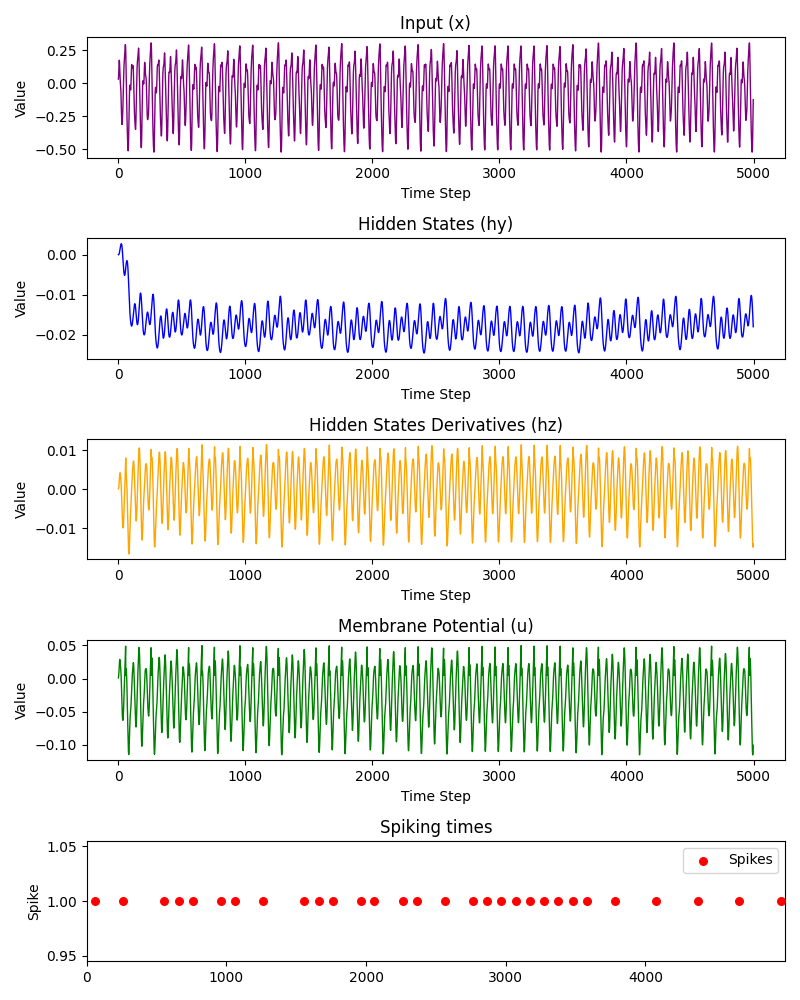 Input (x)
0.25
0.00
−0.25
−0.50
Value
0 1000 2000 3000 4000 5000
Time Step
Hidden States (hy)
0.00
−0.01
−0.02
Value
0 1000 2000 3000 4000 5000
Time Step
Hidden States Derivatives (hz)
0.01
0.00
−0.01
Value
0 1000 2000 3000 4000 5000
Time Step
Membrane Potential (u)
0.05
0.00
−0.05
−0.10
Value
0 1000 2000 3000 4000 5000
Time Step
Spiking times
1.05
1.00
0.95
Spike
Spikes
0 1000 2000 3000 4000